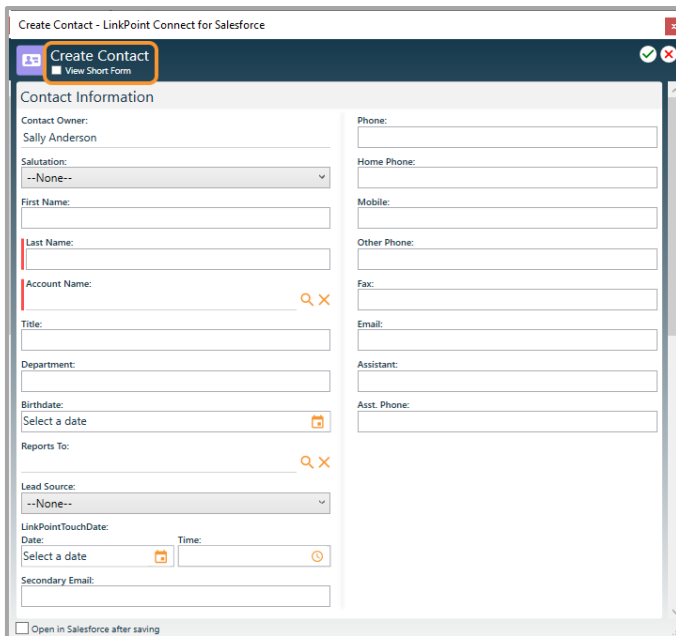 Create Contact - LinkPoint Connect for Salesforce
Create Contact
View Short Form
Contact Information
Contact Owner:
Sally Anderson
Salutation:
--None--
First Name:
Last Name:
Account Name:
Title:
Department:
Birthdate:
Select a date
Reports To:
Lead Source:
--None--
LinkPointTouchDate:
Date: Time:
Select a date
Secondary Email:
Phone:
Home Phone:
Mobile:
Other Phone:
Fax:
Email:
Assistant:
Asst. Phone:
Open in Salesforce after saving